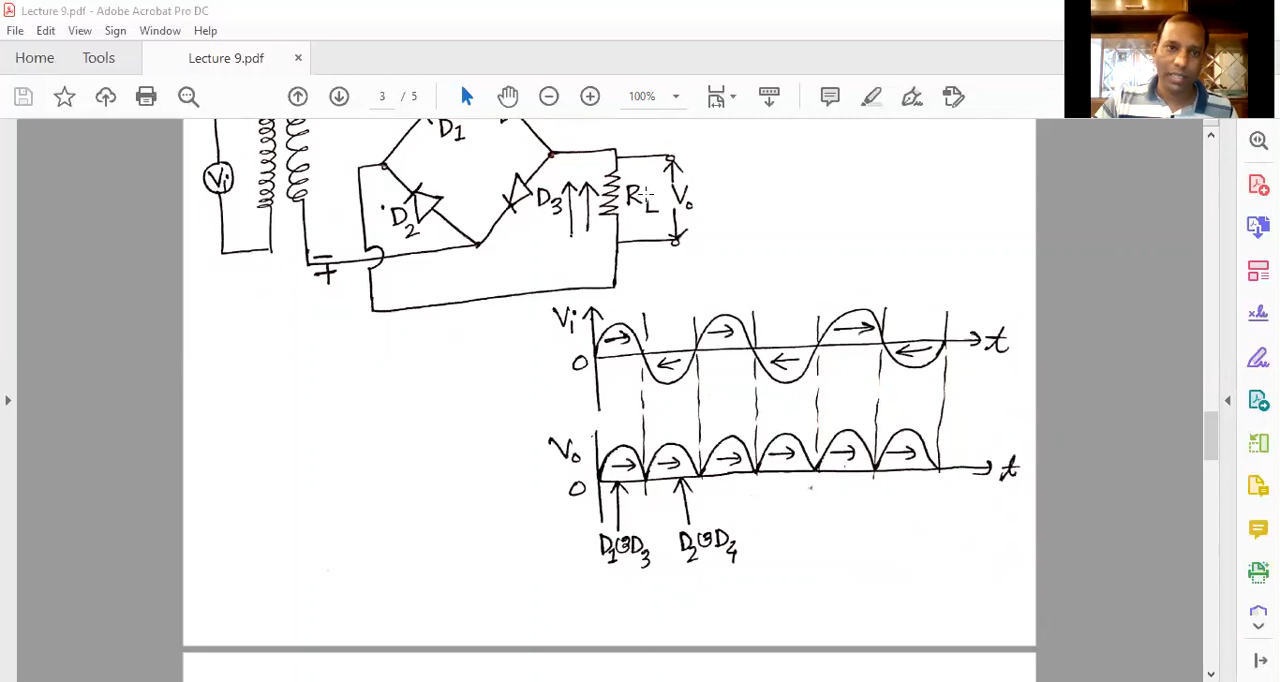 Lecture 9.pdf - Adobe Acrobat Pro DC
File Edit View Sign Window Help
Home Tools Lecture 9.pdf ×
3 / 5 100%
D1
Vi
D2
D3
RL
Vo
−
+
Vi
0
t
Vo
0
t
D1 & D3 D2 & D4